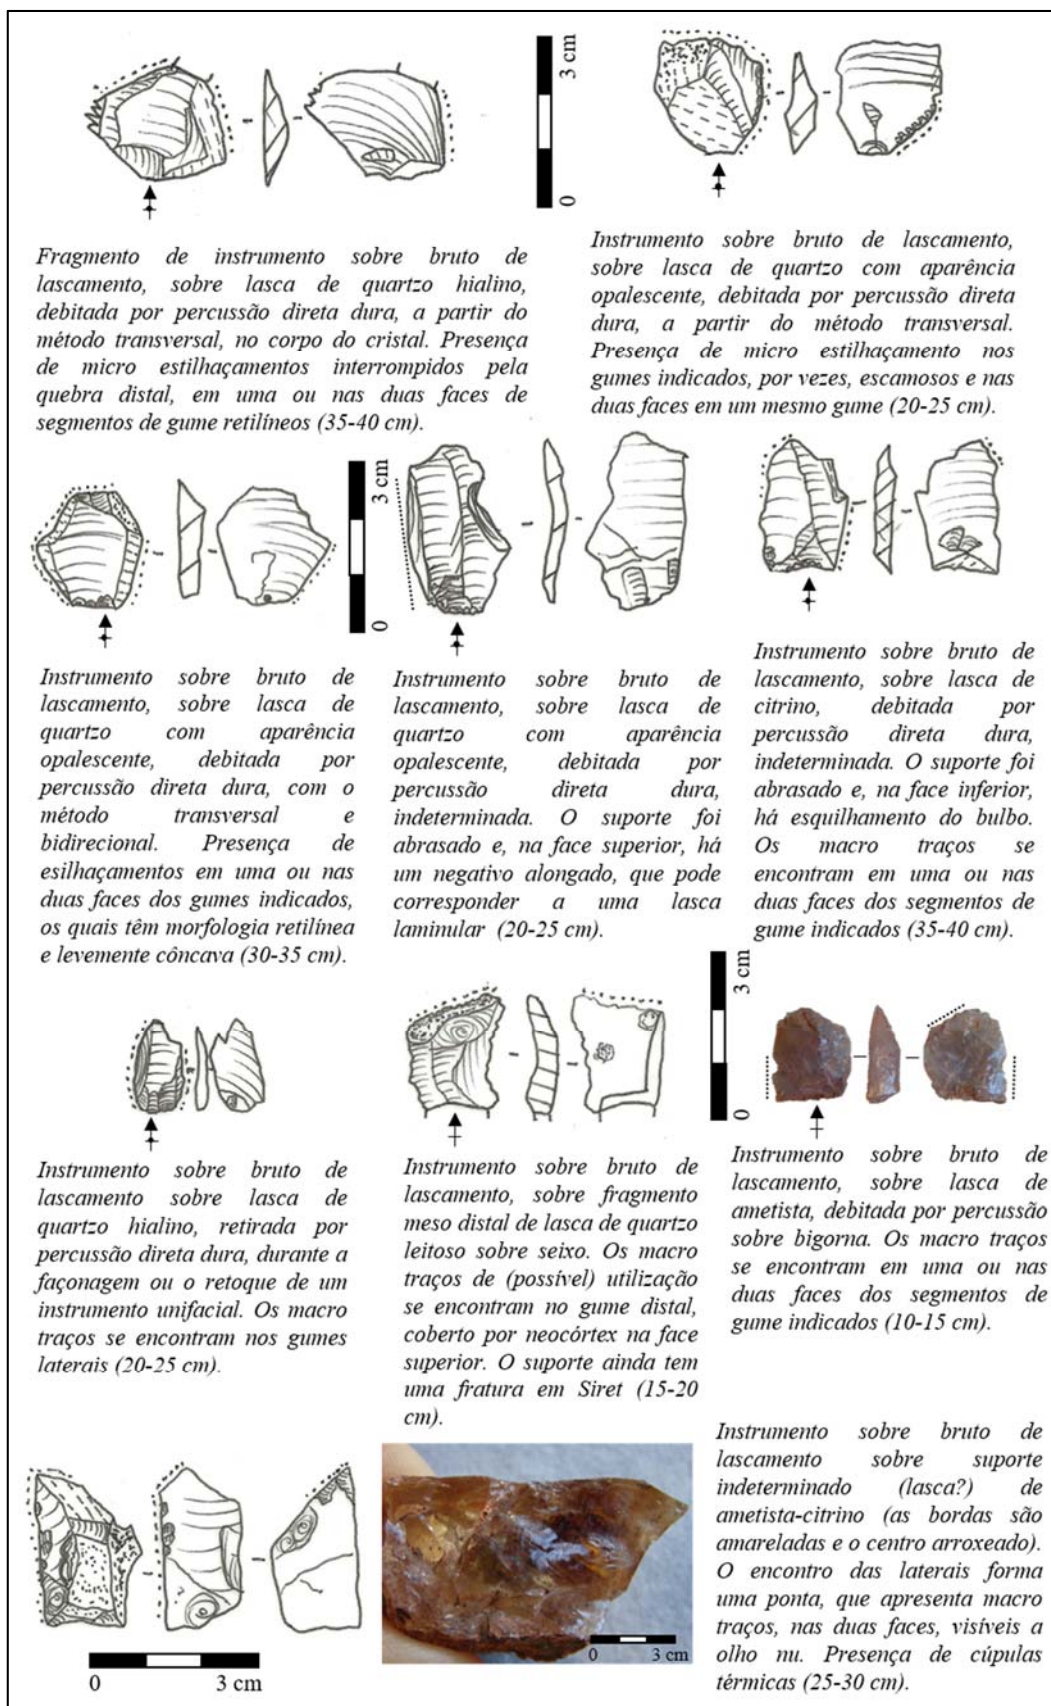 3 cm
0
Fragmento de instrumento sobre bruto de
lascamento, sobre lasca de quartzo hialino,
debitada por percussão direta dura, a partir do
método transversal, no corpo do cristal. Presença
de micro estilhaçamentos interrompidos pela
quebra distal, em uma ou nas duas faces de
segmentos de gume retilíneos (35-40 cm).
Instrumento sobre bruto de lascamento,
sobre lasca de quartzo com aparência
opalescente, debitada por percussão direta
dura, a partir do método transversal.
Presença de micro estilhaçamento nos
gumes indicados, por vezes, escamosos e nas
duas faces em um mesmo gume (20-25 cm).
3 cm
0
Instrumento sobre bruto de
lascamento, sobre lasca de
quartzo com aparência
opalescente, debitada por
percussão direta dura, com o
método transversal e
bidirecional. Presença de
esilhaçamentos em uma ou nas
duas faces dos gumes indicados,
os quais têm morfologia retilínea
e levemente côncava (30-35 cm).
Instrumento sobre bruto de
lascamento, sobre lasca de
quartzo com aparência
opalescente, debitada por
percussão direta dura,
indeterminada. O suporte foi
abrasado e, na face superior, há
um negativo alongado, que pode
corresponder a uma lasca
laminular (20-25 cm).
Instrumento sobre bruto de
lascamento, sobre lasca de
citrino, debitada por
percussão direta dura,
indeterminada. O suporte foi
abrasado e, na face inferior,
há esquilhamento do bulbo.
Os macro traços se
encontram em uma ou nas
duas faces dos segmentos de
gume indicados (35-40 cm).
3 cm
0
Instrumento sobre bruto de
lascamento sobre lasca de
quartzo hialino, retirada por
percussão direta dura, durante a
façonagem ou o retoque de um
instrumento unifacial. Os macro
traços se encontram nos gumes
laterais (20-25 cm).
Instrumento sobre bruto de
lascamento, sobre fragmento
meso distal de lasca de quartzo
leitoso sobre seixo. Os macro
traços de (possível) utilização
se encontram no gume distal,
coberto por neocórtex na face
superior. O suporte ainda tem
uma fratura em Siret (15-20
cm).
Instrumento sobre bruto de
lascamento, sobre lasca de
ametista, debitada por percussão
sobre bigorna. Os macro traços
se encontram em uma ou nas
duas faces dos segmentos de
gume indicados (10-15 cm).
0 3 cm
0 3 cm
Instrumento sobre bruto de
lascamento sobre suporte
indeterminado (lasca?) de
ametista-citrino (as bordas são
amareladas e o centro arroxeado).
O encontro das laterais forma
uma ponta, que apresenta macro
traços, nas duas faces, visíveis a
olho nu. Presença de cúpulas
térmicas (25-30 cm).